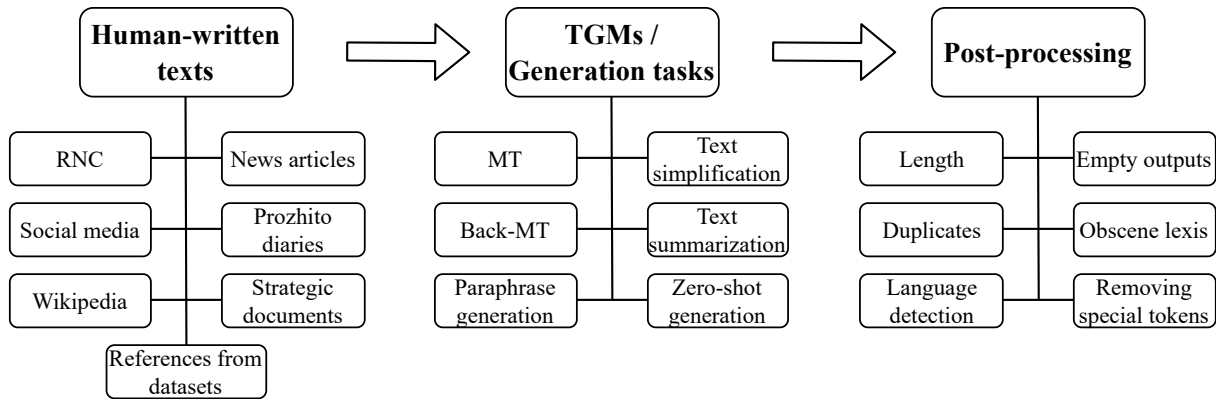 Human-written
texts
RNC
News articles
Social media
Prozhito
diaries
Wikipedia
Strategic
documents
References from
datasets
TGMs /
Generation tasks
MT
Text
simplification
Back-MT
Text
summarization
Paraphrase
generation
Zero-shot
generation
Post-processing
Length
Empty outputs
Duplicates
Obscene lexis
Language
detection
Removing
special tokens